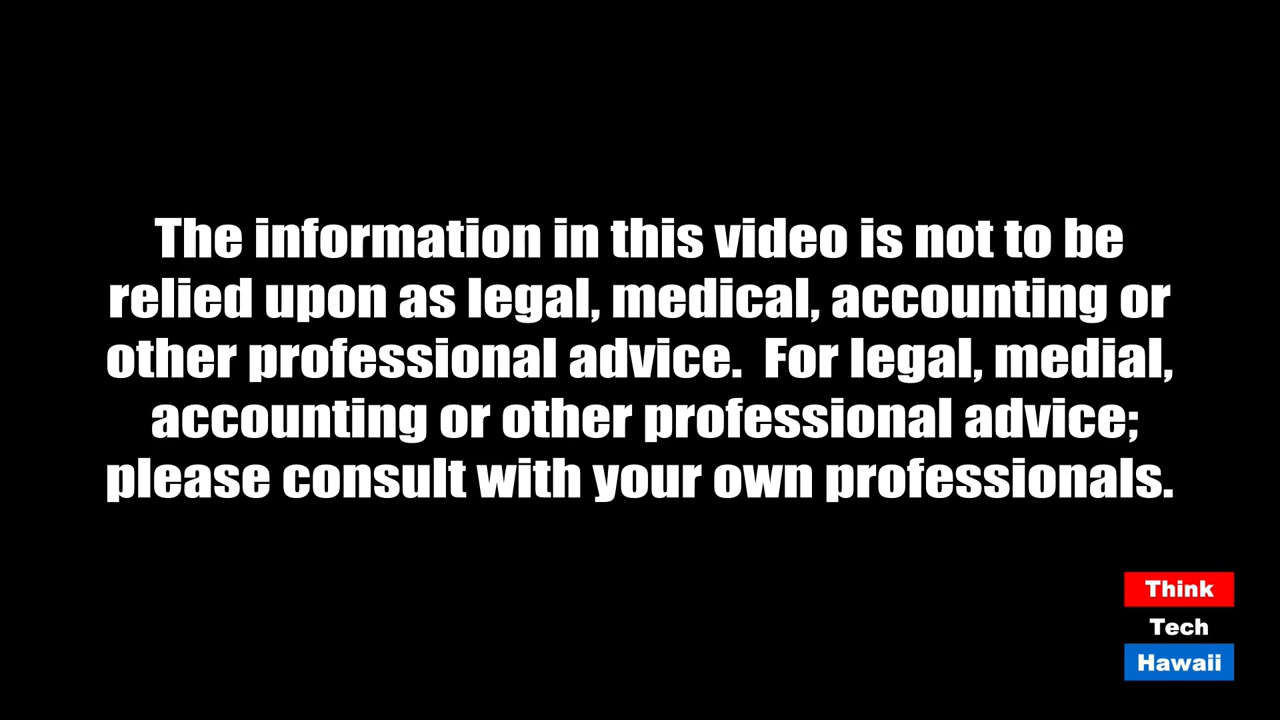 The information in this video is not to be
relied upon as legal, medical, accounting or
other professional advice.  For legal, medial,
accounting or other professional advice;
please consult with your own professionals.
Think
Tech
Hawaii